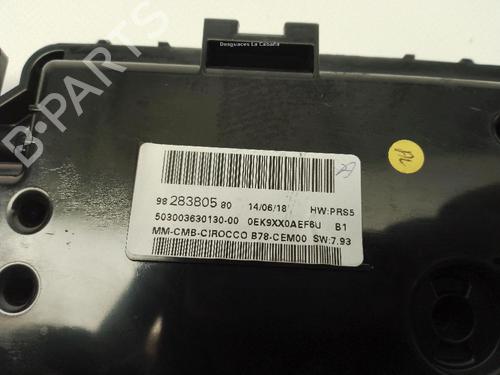 Desguaces La Cabaña
B-PARTS
98 283805 80 14/06/18 HW:PRS5
503003630130-00 0EK9XX0AEF6U B1
MM-CMB-CIROCCO B78-CEM00 SW:7.93